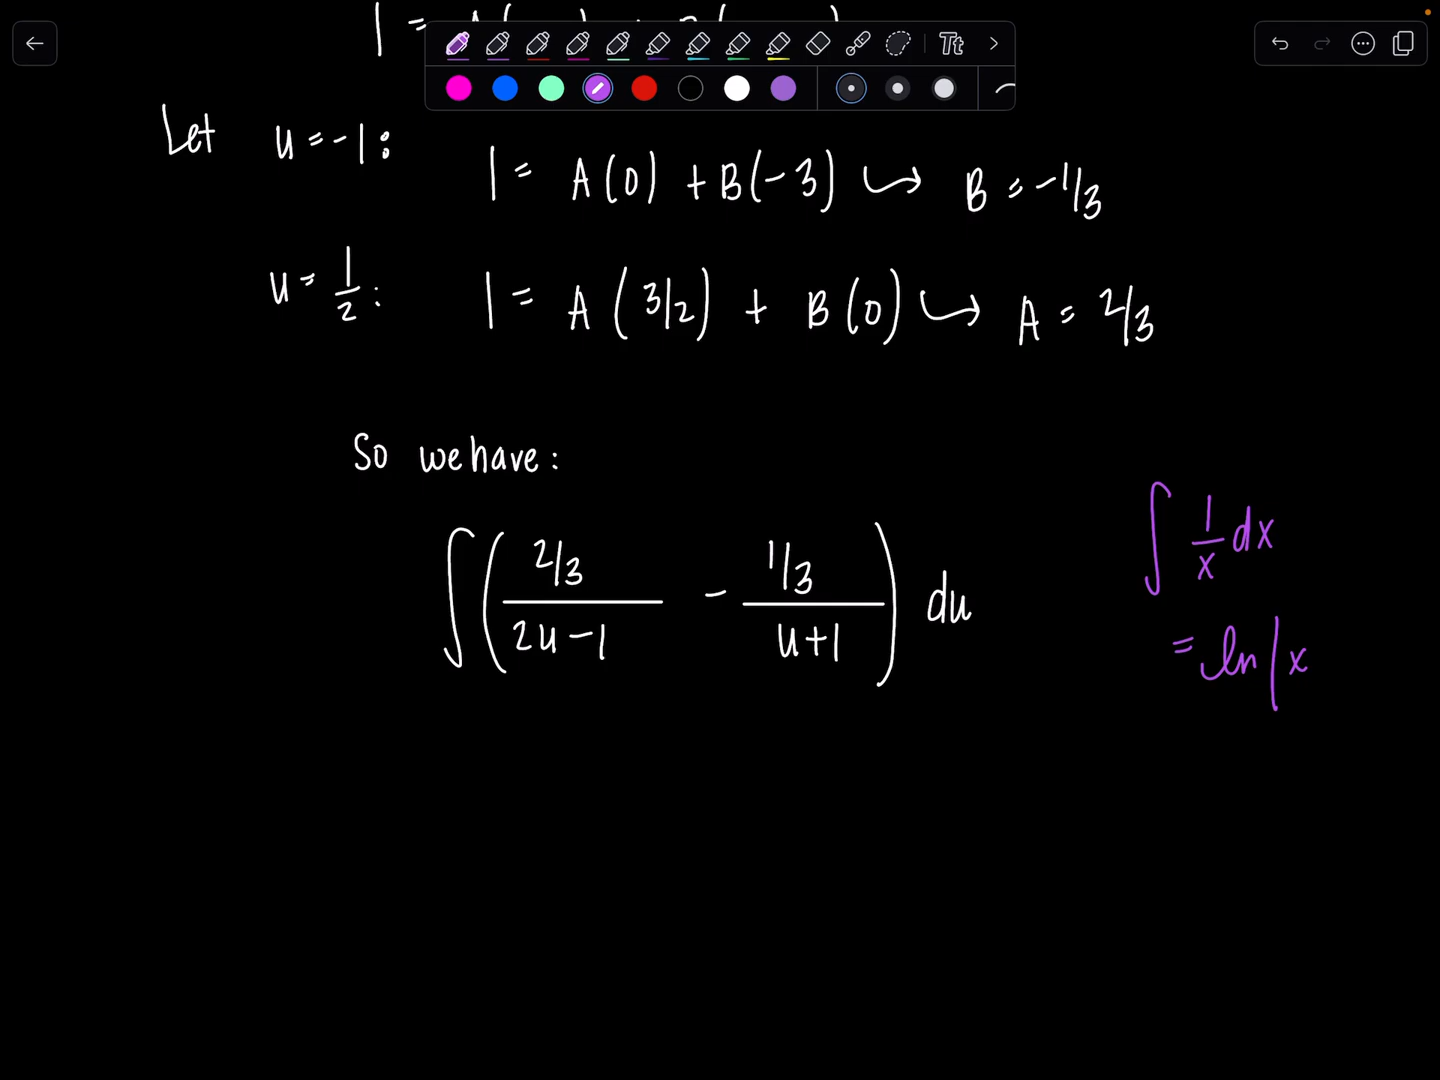 Let u = -1: 1 = A(0) + B(-3) ↪ B = -1/3
u = 1/2: 1 = A(3/2) + B(0) ↪ A = 2/3
So we have:
∫ ( (2/3)/(2u-1) - (1/3)/(u+1) ) du
∫ 1/x dx
= ln|x
Tt